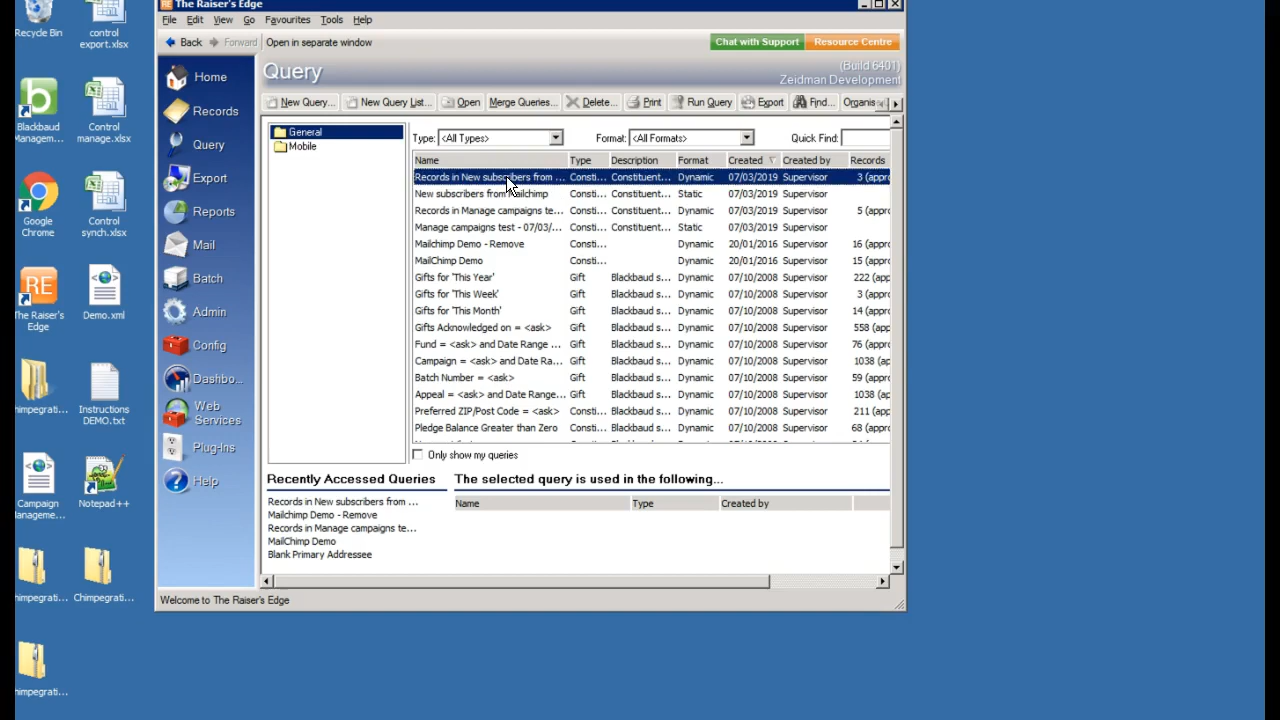 The Raiser's Edge
File Edit View Go Favourites Tools Help
Back Forward Open in separate window
Chat with Support Resource Centre
Query
(Build 6401)
Zeidman Development
New Query... New Query List... Open Merge Queries... Delete... Print Run Query Export Find... Organis
General
Mobile
Type: <All Types> Format: <All Formats> Quick Find:
Name Type Description Format Created Created by Records
Records in New subscribers from ... Consti... Constituent... Dynamic 07/03/2019 Supervisor 3 (appro
New subscribers from Mailchimp Consti... Constituent... Static 07/03/2019 Supervisor
Records in Manage campaigns te... Consti... Constituent... Dynamic 07/03/2019 Supervisor 5 (appro
Manage campaigns test - 07/03/... Consti... Constituent... Static 07/03/2019 Supervisor
Mailchimp Demo - Remove Consti... Dynamic 20/01/2016 Supervisor 16 (appro
MailChimp Demo Consti... Dynamic 20/01/2016 Supervisor 15 (appro
Gifts for 'This Year' Gift Blackbaud s... Dynamic 07/10/2008 Supervisor 222 (app
Gifts for 'This Week' Gift Blackbaud s... Dynamic 07/10/2008 Supervisor 3 (appro
Gifts for 'This Month' Gift Blackbaud s... Dynamic 07/10/2008 Supervisor 14 (appro
Gifts Acknowledged on = <ask> Gift Blackbaud s... Dynamic 07/10/2008 Supervisor 558 (app
Fund = <ask> and Date Range ... Gift Blackbaud s... Dynamic 07/10/2008 Supervisor 76 (appro
Campaign = <ask> and Date Ra... Gift Blackbaud s... Dynamic 07/10/2008 Supervisor 1038 (ap
Batch Number = <ask> Gift Blackbaud s... Dynamic 07/10/2008 Supervisor 59 (appro
Appeal = <ask> and Date Range... Gift Blackbaud s... Dynamic 07/10/2008 Supervisor 1038 (ap
Preferred ZIP/Post Code = <ask> Consti... Blackbaud s... Dynamic 07/10/2008 Supervisor 211 (app
Pledge Balance Greater than Zero Consti... Blackbaud s... Dynamic 07/10/2008 Supervisor 68 (appro
Only show my queries
Recently Accessed Queries
Records in New subscribers from ...
Mailchimp Demo - Remove
Records in Manage campaigns te...
MailChimp Demo
Blank Primary Addressee
The selected query is used in the following...
Name Type Created by
Home
Records
Query
Export
Reports
Mail
Batch
Admin
Config
Dashbo...
Web
Services
Plug-Ins
Help
Welcome to The Raiser's Edge
Recycle Bin
control
export.xlsx
Blackbaud
Managem...
Control
manage.xlsx
Google
Chrome
Control
synch.xlsx
The Raiser's
Edge
Demo.xml
himpegrati...
Instructions
DEMO.txt
Campaign
Manageme...
Notepad++
himpegrati...
Chimpegrati...
himpegrati...